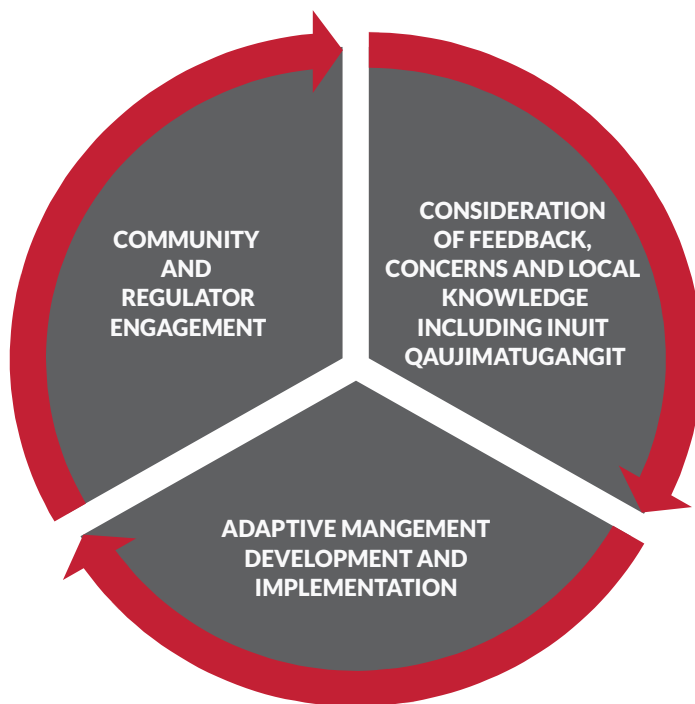 COMMUNITY
AND
REGULATOR
ENGAGEMENT
CONSIDERATION
OF FEEDBACK,
CONCERNS AND LOCAL
KNOWLEDGE
INCLUDING INUIT
QAUJIMATUGANGIT
ADAPTIVE MANGEMENT
DEVELOPMENT AND
IMPLEMENTATION